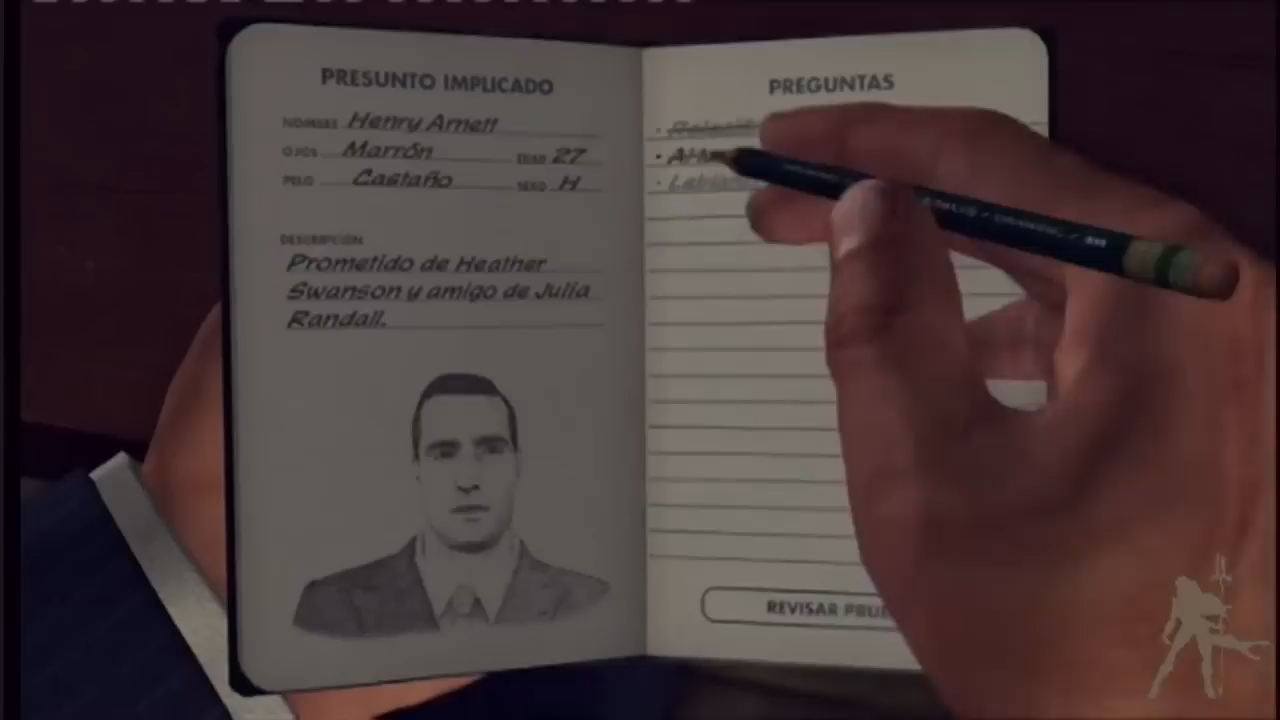 PRESUNTO IMPLICADO
NOMBRE Henry Arnett
OJOS Marrón EDAD 27
PELO Castaño SEXO H
DESCRIPCIÓN
Prometido de Heather
Swanson y amigo de Julia
Randall.
PREGUNTAS
REVISAR